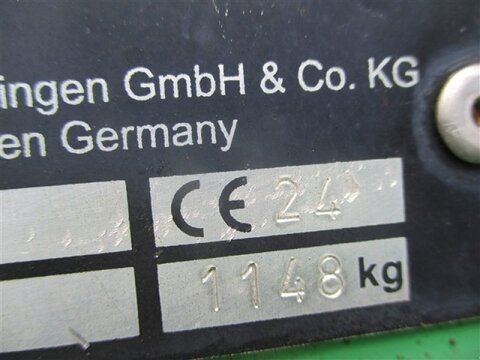 ingen GmbH & Co. KG
en Germany
CE 24
1148 kg